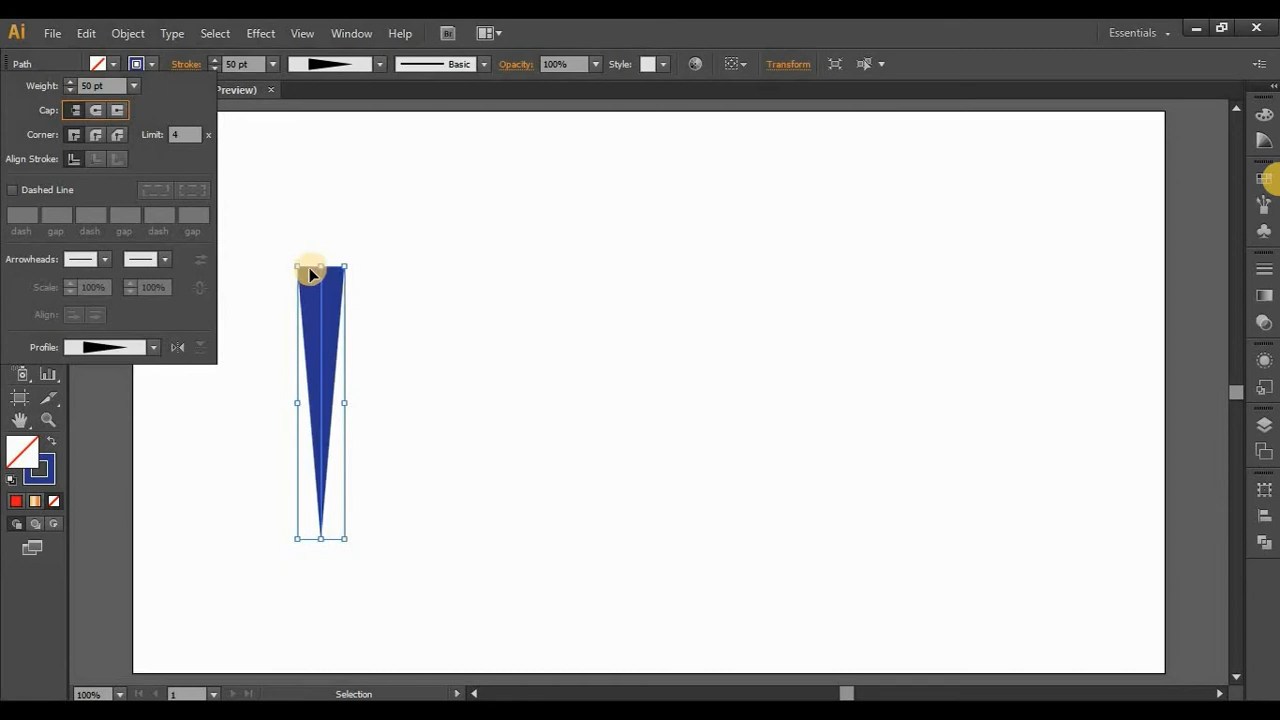 Ai File Edit Object Type Select Effect View Window Help Br Essentials
Path Stroke: 50 pt Basic Opacity: 100% Style: Transform
Weight: 50 pt Preview)
Cap:
Corner: Limit: 4 x
Align Stroke:
Dashed Line
dash gap dash gap dash gap
Arrowheads:
Scale: 100% 100%
Align:
Profile:
100% 1 Selection